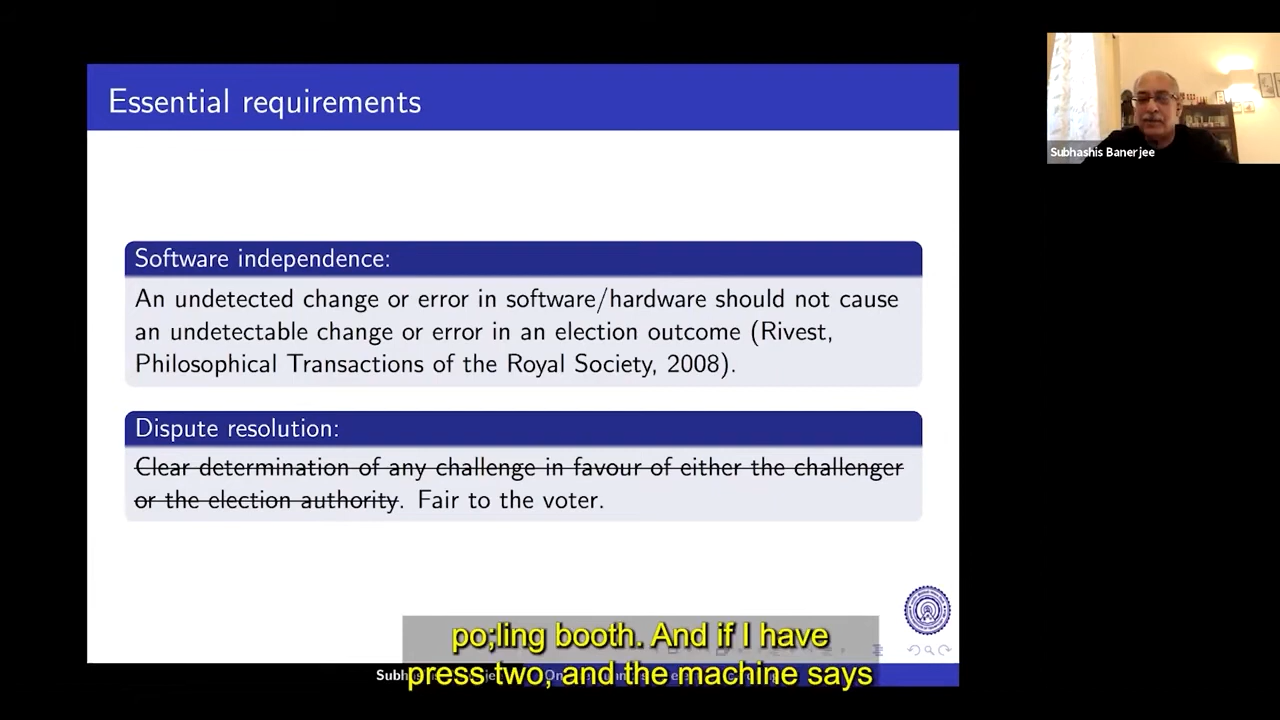 Essential requirements
Subhashis Banerjee
Software independence:
An undetected change or error in software/hardware should not cause
an undetectable change or error in an election outcome (Rivest,
Philosophical Transactions of the Royal Society, 2008).
Dispute resolution:
Clear determination of any challenge in favour of either the challenger
or the election authority. Fair to the voter.
po;ling booth. And if I have
press two, and the machine says